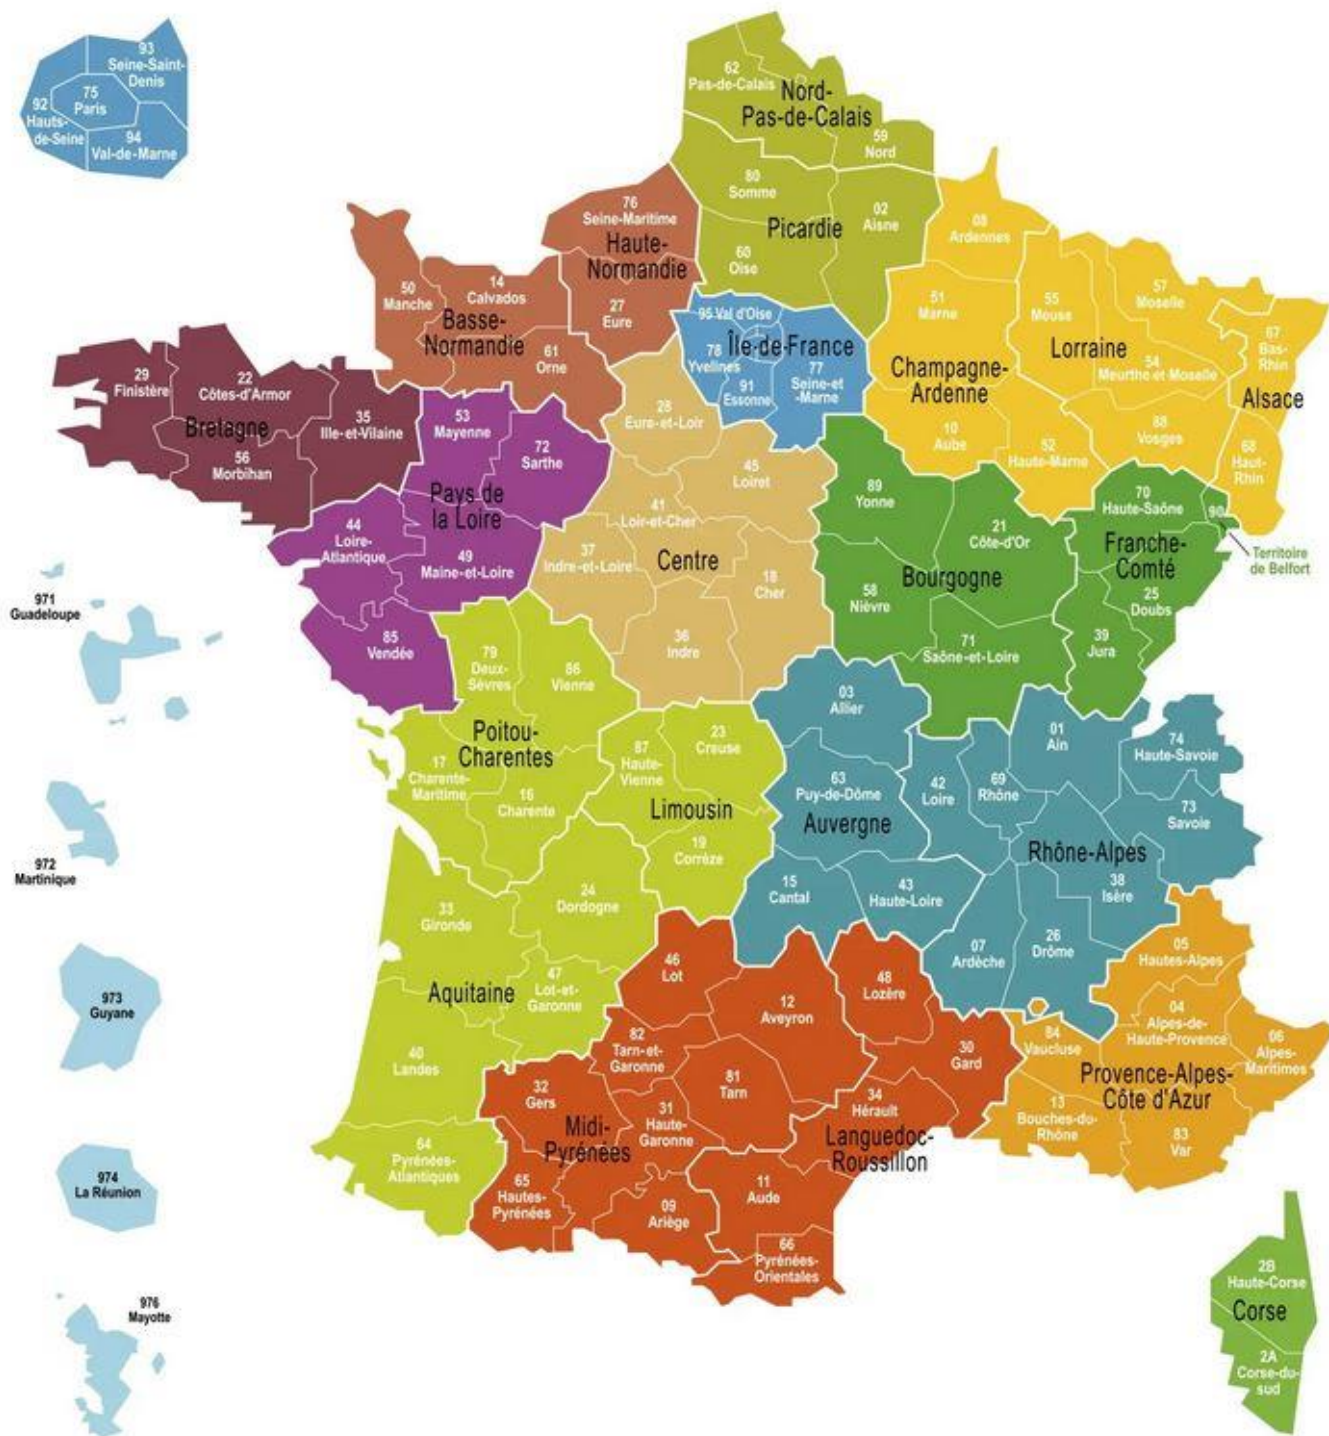 93
Seine-Saint-
Denis
75
Paris
92
Hauts-
de-Seine
94
Val-de-Marne
62
Pas-de-Calais
Nord-
Pas-de-Calais
59
Nord
80
Somme
02
Aisne
Picardie
60
Oise
76
Seine-Maritime
Haute-
Normandie
27
Eure
50
Manche
14
Calvados
Basse-
Normandie
61
Orne
08
Ardennes
51
Marne
Champagne-
Ardenne
10
Aube
52
Haute-Marne
55
Meuse
57
Moselle
Lorraine
54
Meurthe et Moselle
88
Vosges
67
Bas-
Rhin
Alsace
68
Haut-
Rhin
95 Val d'Oise
Île-de-France
78
Yvelines
91
Essonne
77
Seine-et
-Marne
29
Finistère
22
Côtes-d'Armor
Bretagne
35
Ille-et-Vilaine
56
Morbihan
53
Mayenne
72
Sarthe
Pays de
la Loire
44
Loire-
Atlantique
49
Maine-et-Loire
85
Vendée
28
Eure-et-Loir
45
Loiret
41
Loir-et-Cher
37
Indre-et-Loire
Centre
18
Cher
36
Indre
89
Yonne
21
Côte-d'Or
Bourgogne
58
Nièvre
71
Saône-et-Loire
70
Haute-Saône
90
Territoire
de Belfort
Franche-
Comté
25
Doubs
39
Jura
971
Guadeloupe
79
Deux-
Sèvres
86
Vienne
Poitou-
Charentes
17
Charente-
Maritime
16
Charente
87
Haute-
Vienne
23
Creuse
Limousin
19
Corrèze
03
Allier
63
Puy-de-Dôme
Auvergne
15
Cantal
43
Haute-Loire
42
Loire
69
Rhône
01
Ain
74
Haute-Savoie
73
Savoie
Rhône-Alpes
38
Isère
07
Ardèche
26
Drôme
972
Martinique
33
Gironde
24
Dordogne
47
Lot-et-
Garonne
Aquitaine
40
Landes
64
Pyrénées-
Atlantiques
973
Guyane
46
Lot
12
Aveyron
82
Tarn-et-
Garonne
81
Tarn
32
Gers
31
Haute-
Garonne
Midi-
Pyrénées
65
Hautes-
Pyrénées
09
Ariège
48
Lozère
30
Gard
34
Hérault
Languedoc-
Roussillon
11
Aude
66
Pyrénées-
Orientales
05
Hautes-Alpes
04
Alpes-de-
Haute-Provence
06
Alpes-
Maritimes
84
Vaucluse
Provence-Alpes-
Côte d'Azur
13
Bouches-du-
Rhône
83
Var
974
La Réunion
976
Mayotte
2B
Haute-Corse
Corse
2A
Corse-du-
sud